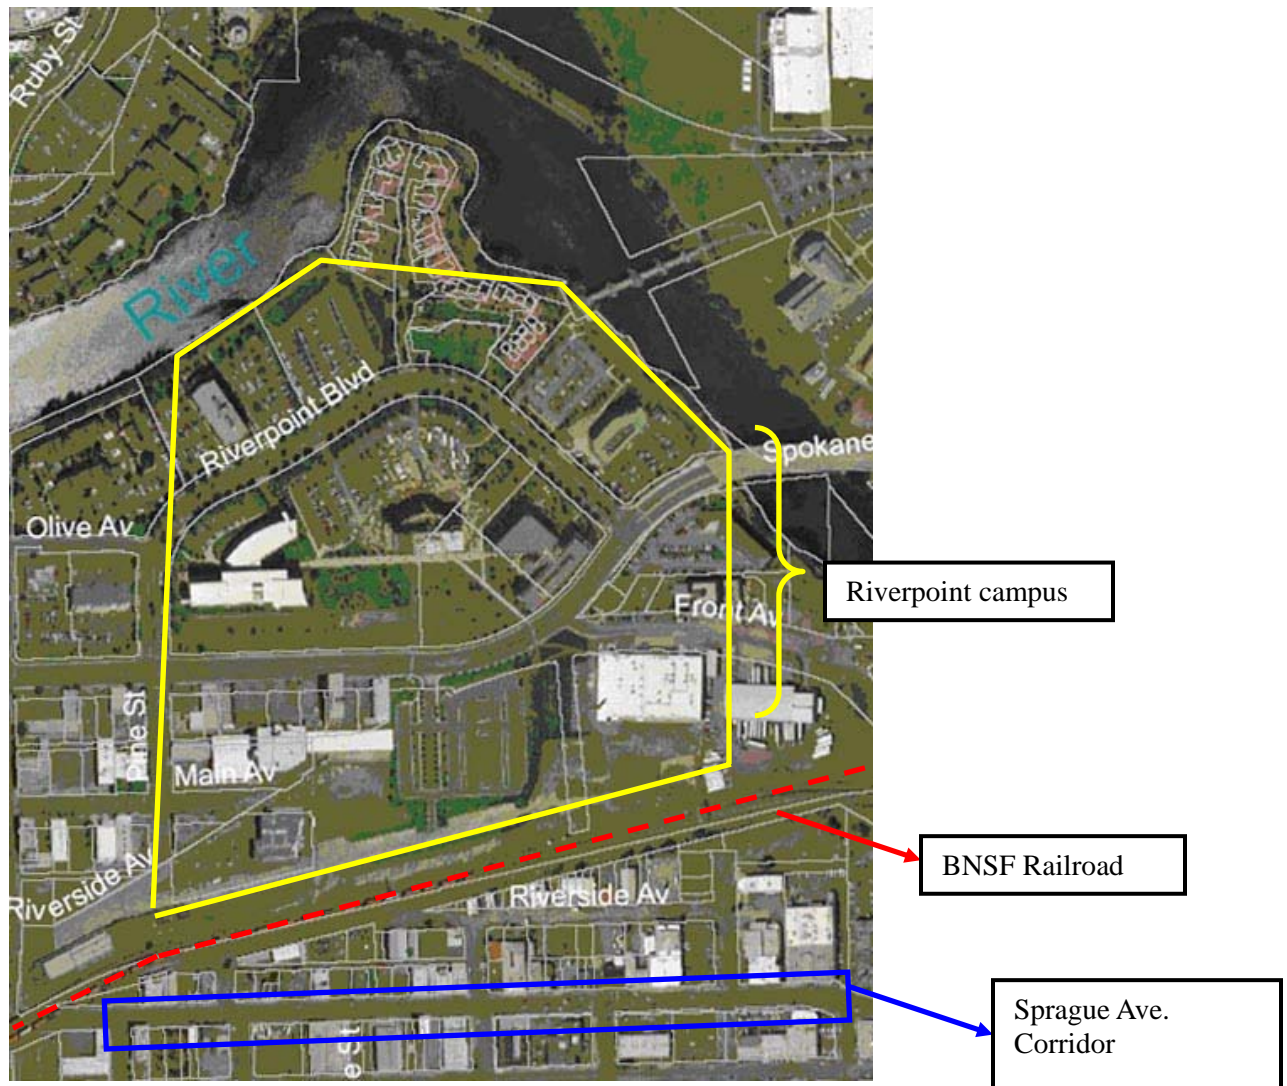 Ruby St
River
Riverpoint Blvd
Spokane
Olive Av
Riverpoint campus
Front Av
Pine St
Main Av
BNSF Railroad
Riverside Av
Riverside Av
Sprague Ave.
Corridor
e St